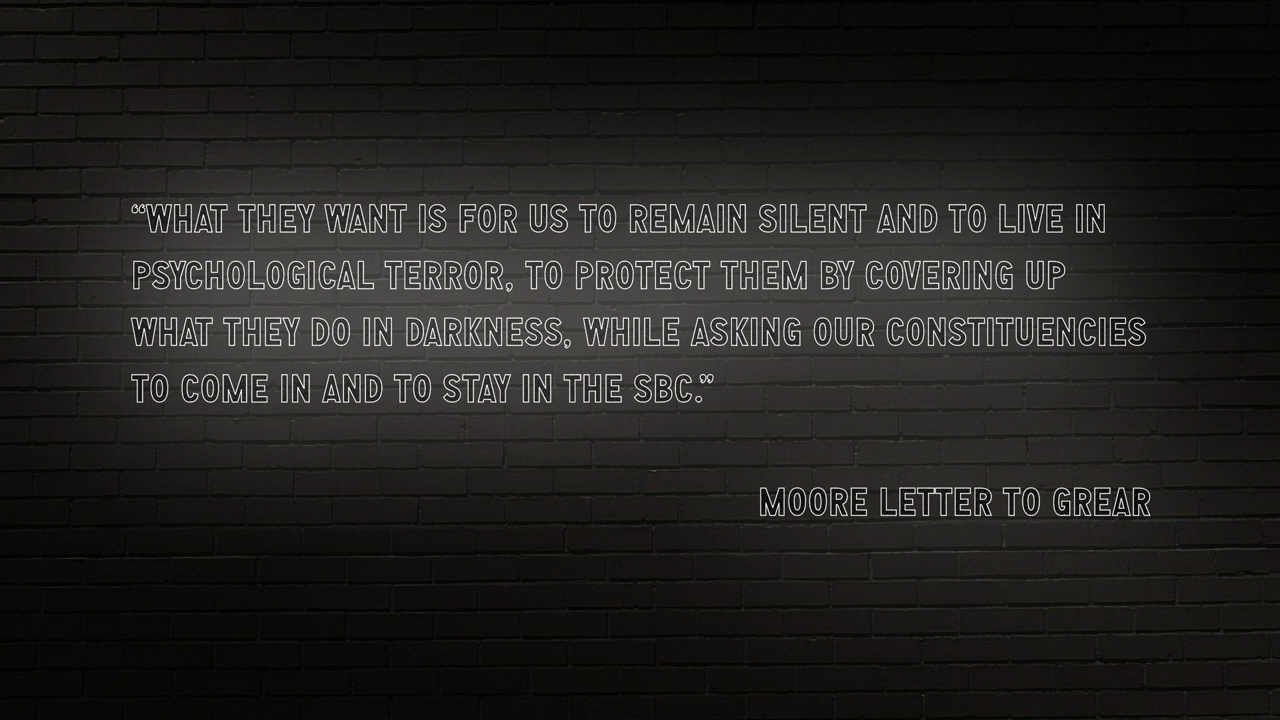 “WHAT THEY WANT IS FOR US TO REMAIN SILENT AND TO LIVE IN
PSYCHOLOGICAL TERROR, TO PROTECT THEM BY COVERING UP
WHAT THEY DO IN DARKNESS, WHILE ASKING OUR CONSTITUENCIES
TO COME IN AND TO STAY IN THE SBC.”
MOORE LETTER TO GREAR